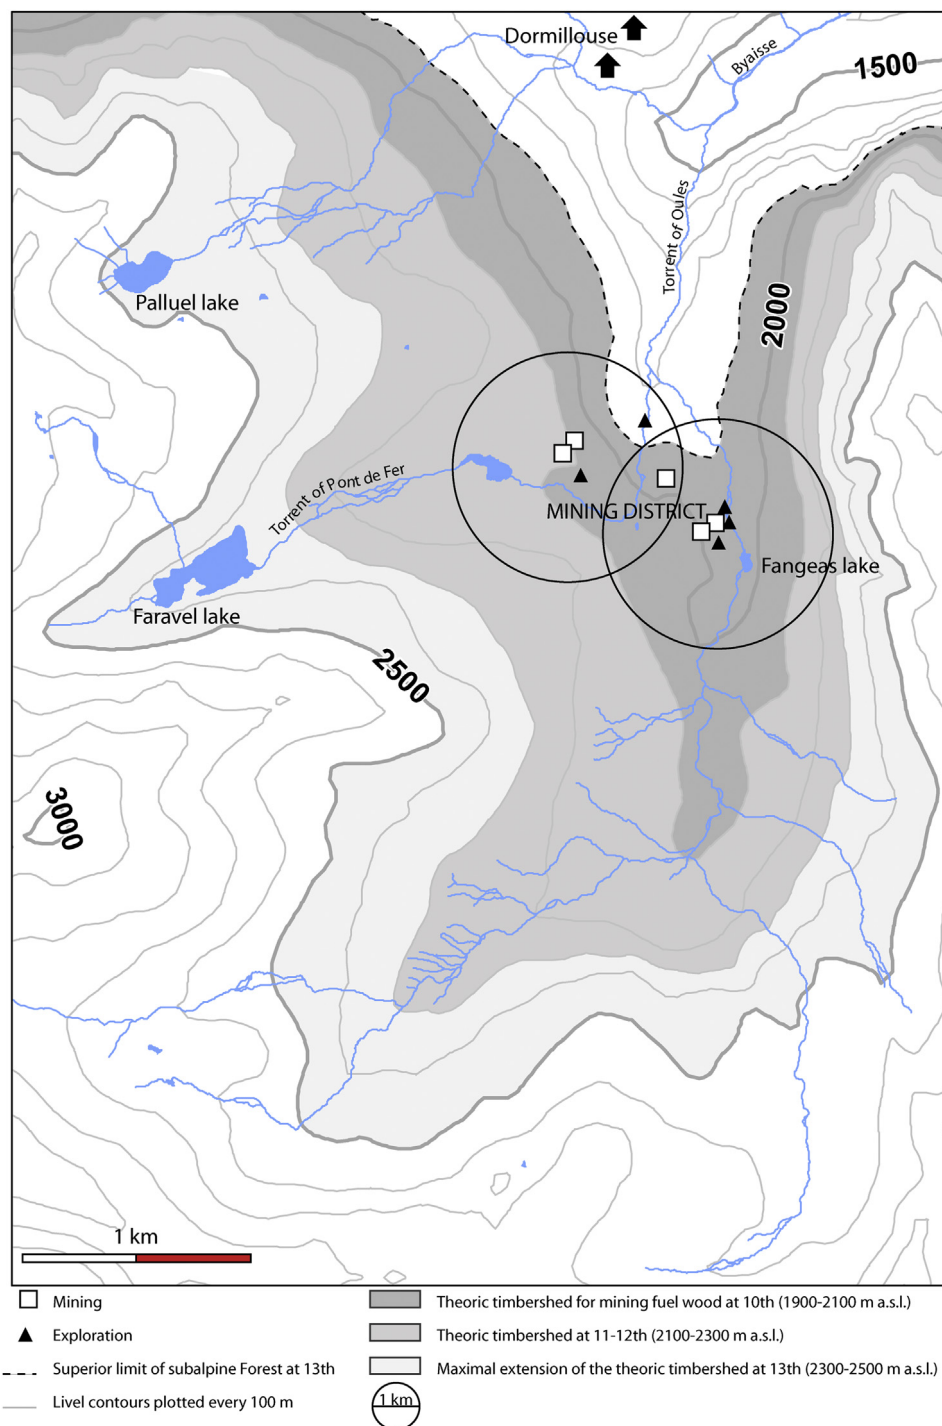 Dormillouse
Byaisse
1500
Torrent of Oules
2000
Palluel lake
Torrent of Pont de Fer
MINING DISTRICT
Fangeas lake
Faravel lake
2500
3000
1 km
Mining
Exploration
Superior limit of subalpine Forest at 13th
Livel contours plotted every 100 m
Theoric timbershed for mining fuel wood at 10th (1900-2100 m a.s.l.)
Theoric timbershed at 11-12th (2100-2300 m a.s.l.)
Maximal extension of the theoric timbershed at 13th (2300-2500 m a.s.l.)
1 km